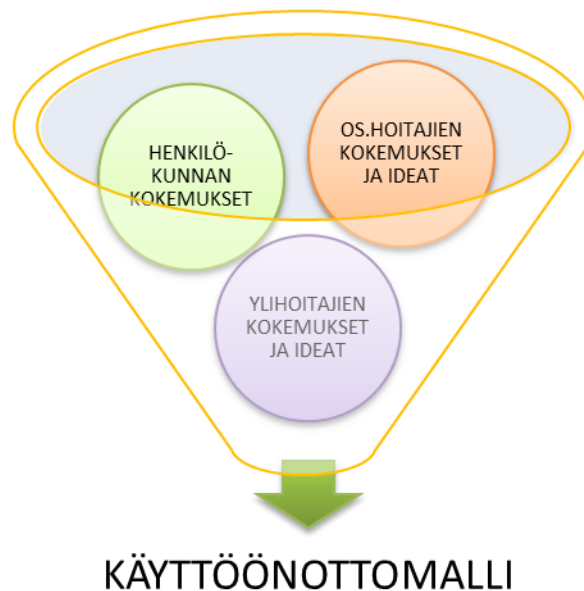 HENKILÖ-
KUNNAN
KOKEMUKSET
OS.HOITAJIEN
KOKEMUKSET
JA IDEAT
YLIHOITAJIEN
KOKEMUKSET
JA IDEAT
KÄYTTÖÖNOTTOMALLI